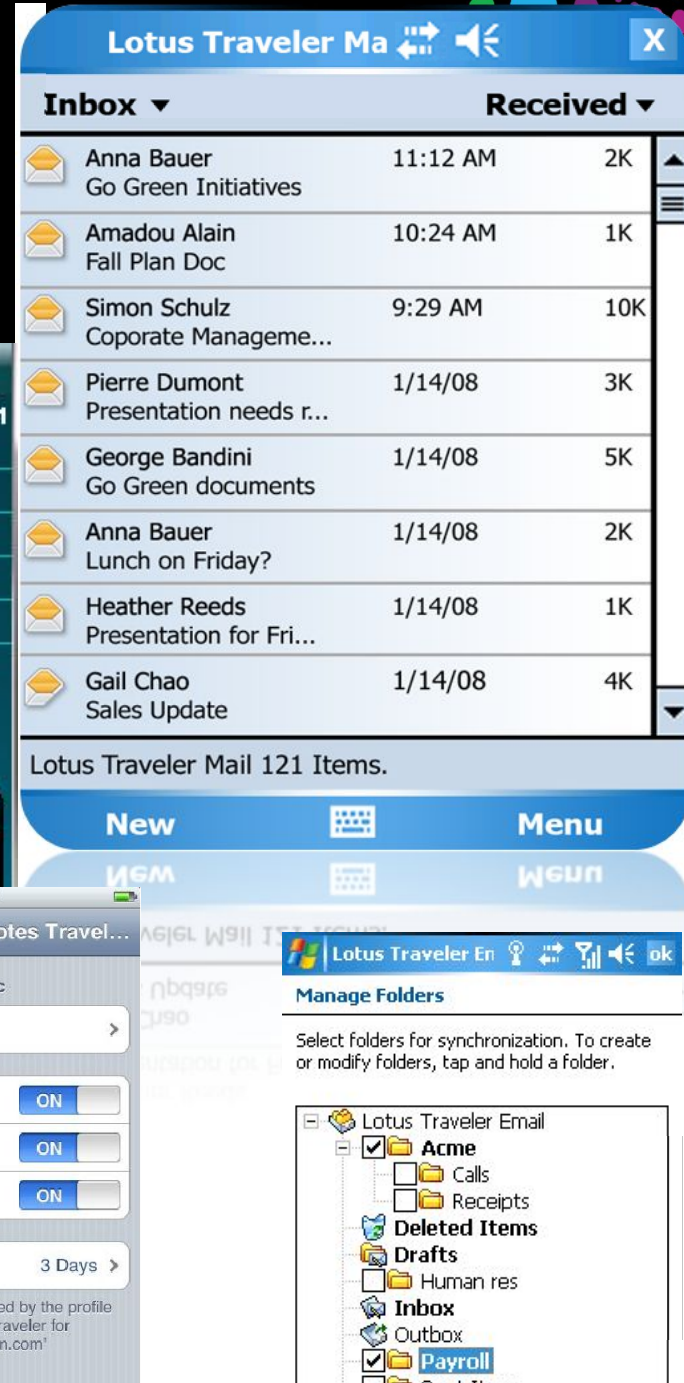 Lotus Traveler Ma X
Inbox ▼ Received ▼
Anna Bauer 11:12 AM 2K
Go Green Initiatives
Amadou Alain 10:24 AM 1K
Fall Plan Doc
Simon Schulz 9:29 AM 10K
Coporate Manageme...
Pierre Dumont 1/14/08 3K
Presentation needs r...
George Bandini 1/14/08 5K
Go Green documents
Anna Bauer 1/14/08 2K
Lunch on Friday?
Heather Reeds 1/14/08 1K
Presentation for Fri...
Gail Chao 1/14/08 4K
Sales Update
Lotus Traveler Mail 121 Items.
New Menu
1
otes Travel...
ON
ON
ON
3 Days >
ed by the profile
raveler for
n.com'
Lotus Traveler En ok
Manage Folders
Select folders for synchronization. To create
or modify folders, tap and hold a folder.
Lotus Traveler Email
Acme
Calls
Receipts
Deleted Items
Drafts
Human res
Inbox
Outbox
Payroll